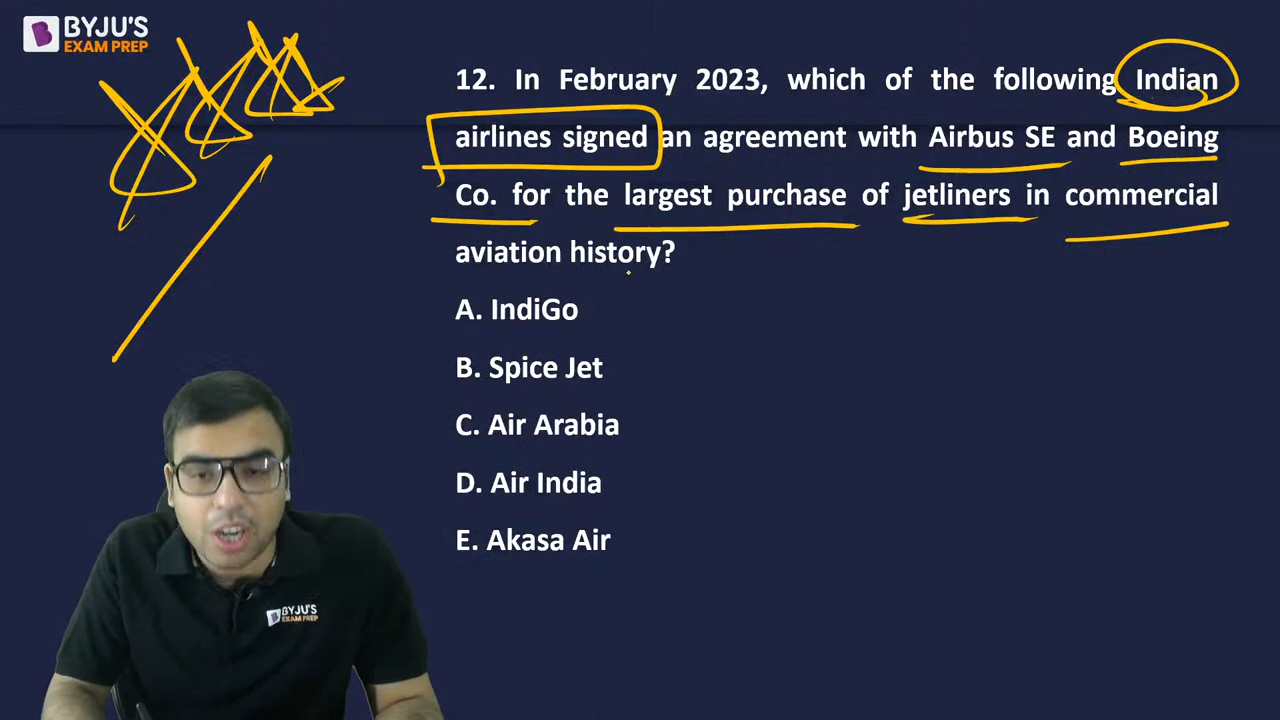 BYJU'S
EXAM PREP
12. In February 2023, which of the following Indian
airlines signed an agreement with Airbus SE and Boeing
Co. for the largest purchase of jetliners in commercial
aviation history?
A. IndiGo
B. Spice Jet
C. Air Arabia
D. Air India
E. Akasa Air
BYJU'S
EXAM PREP